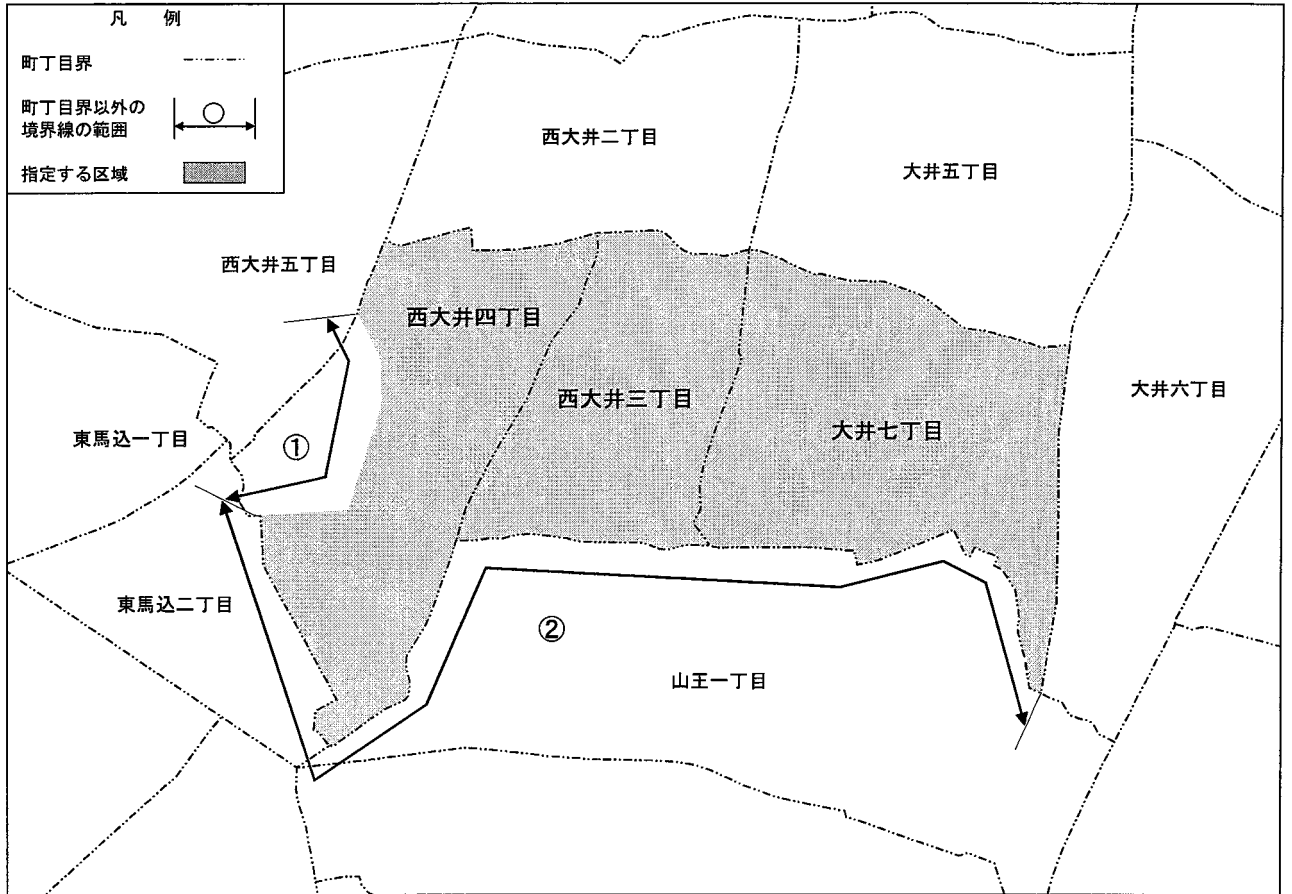 凡 例
町丁目界
町丁目界以外の
境界線の範囲
指定する区域
西大井二丁目
大井五丁目
西大井五丁目
西大井四丁目
西大井三丁目
大井六丁目
大井七丁目
東馬込一丁目
①
東馬込二丁目
②
山王一丁目